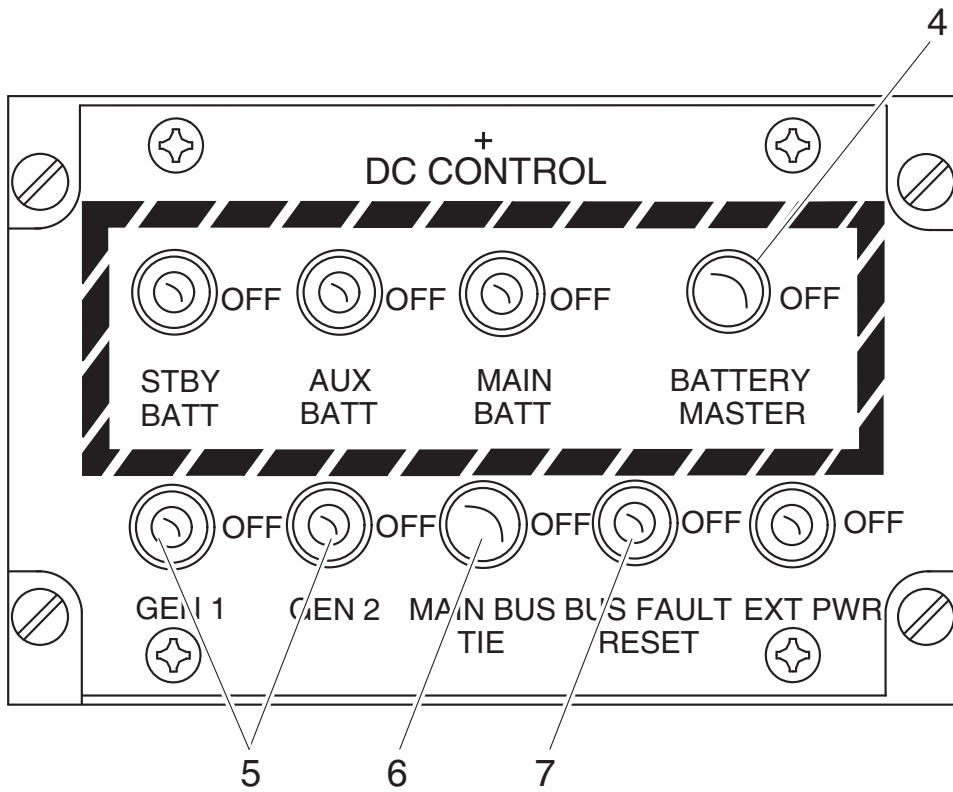 4
+
DC CONTROL
OFF OFF OFF OFF
STBY BATT AUX BATT MAIN BATT BATTERY MASTER
OFF OFF OFF OFF OFF
GEN 1 GEN 2 MAIN BUS TIE BUS FAULT RESET EXT PWR
5 6 7